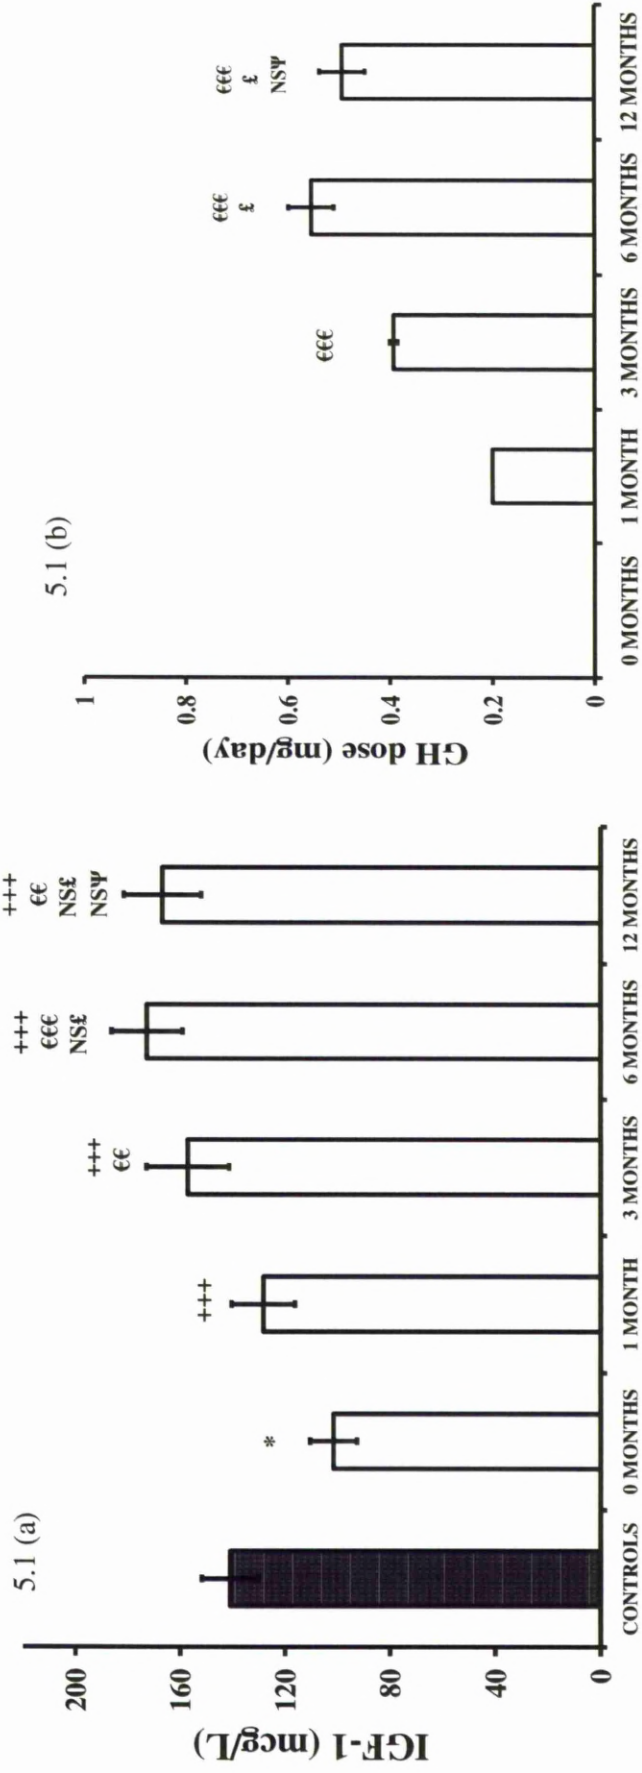 5.1 (a)
IGF-1 (mcg/L)
200
160
120
80
40
0
*
+++
+++
€€
+++
€€€
NS£
+++
€€
NS£
NSΨ
CONTROLS 0 MONTHS 1 MONTH 3 MONTHS 6 MONTHS 12 MONTHS
5.1 (b)
GH dose (mg/day)
1
0.8
0.6
0.4
0.2
0
€€€
€€€
£
€€€
£
NSΨ
0 MONTHS 1 MONTH 3 MONTHS 6 MONTHS 12 MONTHS